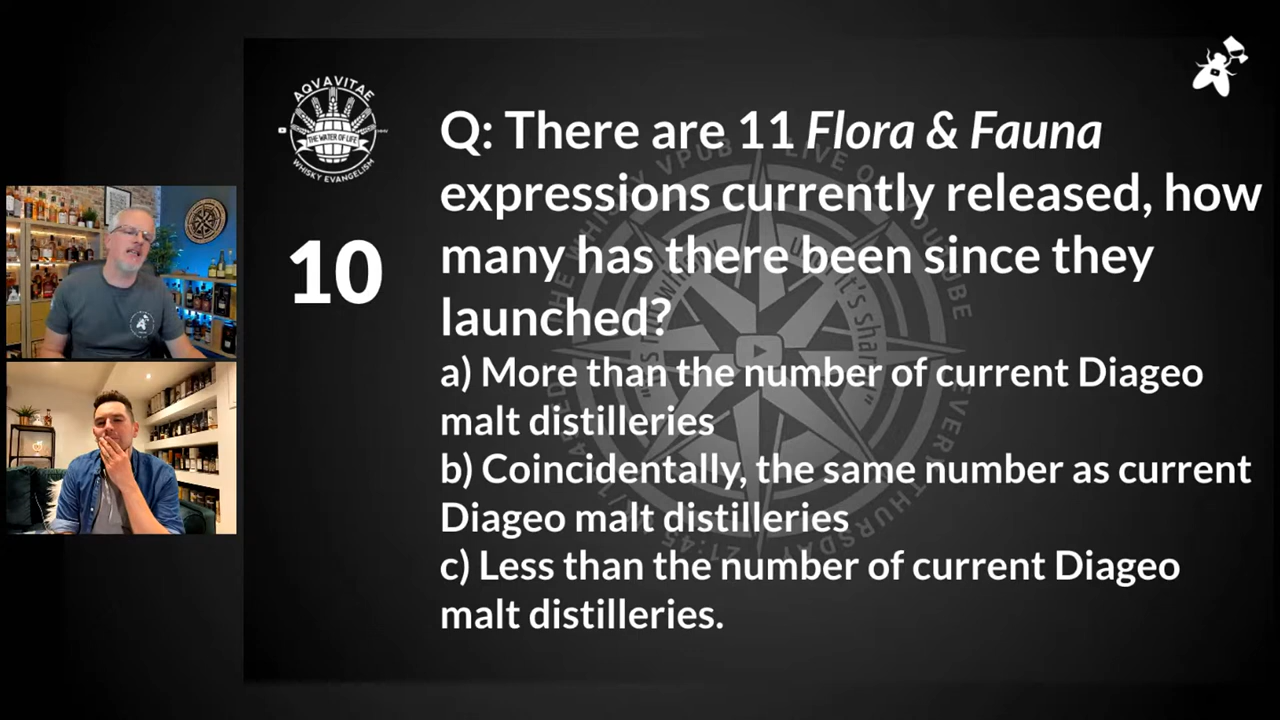 AQVAVITAE
THE WATER OF LIFE
WHISKY EVANGELISM
10
Q: There are 11 Flora & Fauna
expressions currently released, how
many has there been since they
launched?
a) More than the number of current Diageo
malt distilleries
b) Coincidentally, the same number as current
Diageo malt distilleries
c) Less than the number of current Diageo
malt distilleries.